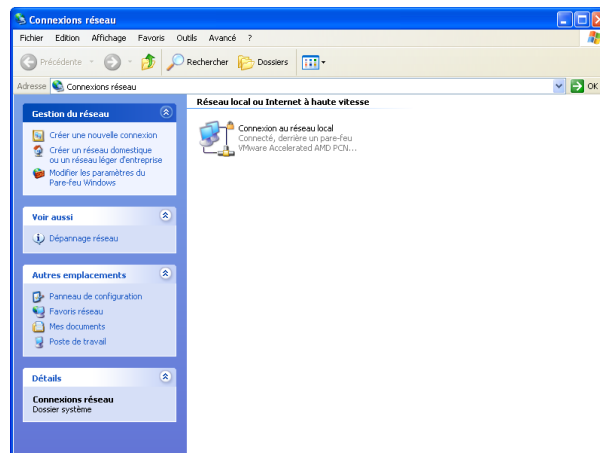 Connexions réseau
Fichier Edition Affichage Favoris Outils Avancé ?
Précédente Rechercher Dossiers
Adresse Connexions réseau OK
Gestion du réseau
Créer une nouvelle connexion
Créer un réseau domestique
ou un réseau léger d'entreprise
Modifier les paramètres du
Pare-feu Windows
Voir aussi
Dépannage réseau
Autres emplacements
Panneau de configuration
Favoris réseau
Mes documents
Poste de travail
Détails
Connexions réseau
Dossier système
Réseau local ou Internet à haute vitesse
Connexion au réseau local
Connecté, derrière un pare-feu
VMware Accelerated AMD PCN...